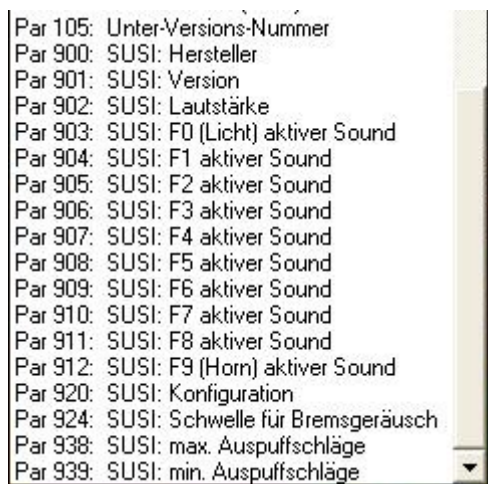 Par 105: Unter-Versions-Nummer
Par 900: SUSI: Hersteller
Par 901: SUSI: Version
Par 902: SUSI: Lautstärke
Par 903: SUSI: F0 (Licht) aktiver Sound
Par 904: SUSI: F1 aktiver Sound
Par 905: SUSI: F2 aktiver Sound
Par 906: SUSI: F3 aktiver Sound
Par 907: SUSI: F4 aktiver Sound
Par 908: SUSI: F5 aktiver Sound
Par 909: SUSI: F6 aktiver Sound
Par 910: SUSI: F7 aktiver Sound
Par 911: SUSI: F8 aktiver Sound
Par 912: SUSI: F9 (Horn) aktiver Sound
Par 920: SUSI: Konfiguration
Par 924: SUSI: Schwelle für Bremsgeräusch
Par 938: SUSI: max. Auspuffschläge
Par 939: SUSI: min. Auspuffschläge